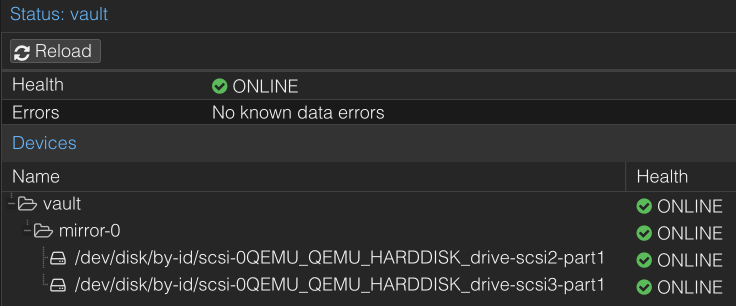 Status: vault
Reload
Health ONLINE
Errors No known data errors
Devices
Name Health
vault ONLINE
mirror-0 ONLINE
/dev/disk/by-id/scsi-0QEMU_QEMU_HARDDISK_drive-scsi2-part1 ONLINE
/dev/disk/by-id/scsi-0QEMU_QEMU_HARDDISK_drive-scsi3-part1 ONLINE